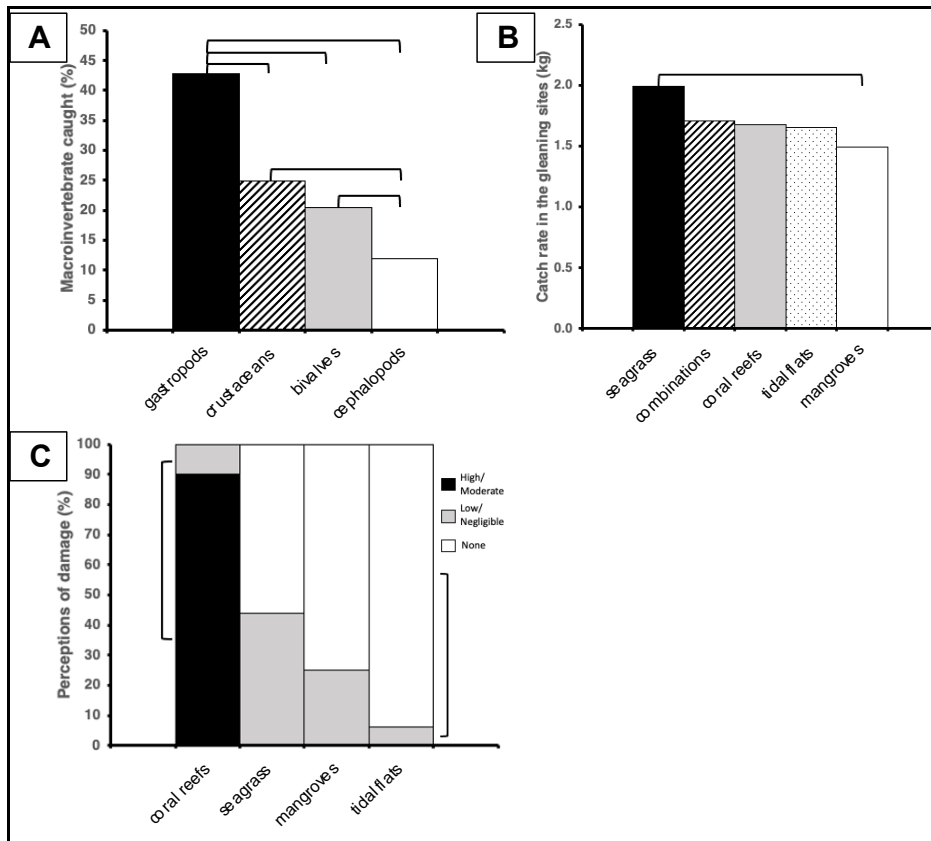 A
Macroinvertebrate caught (%)
50
45
40
35
30
25
20
15
10
5
0
gastropods
crustaceans
bivalves
cephalopods
B
Catch rate in the gleaning sites (kg)
2.5
2.0
1.5
1.0
0.5
0.0
seagrass
combinations
coral reefs
tidal flats
mangroves
C
Perceptions of damage (%)
100
90
80
70
60
50
40
30
20
10
0
coral reefs
seagrass
mangroves
tidal flats
High/
Moderate
Low/
Negligible
None